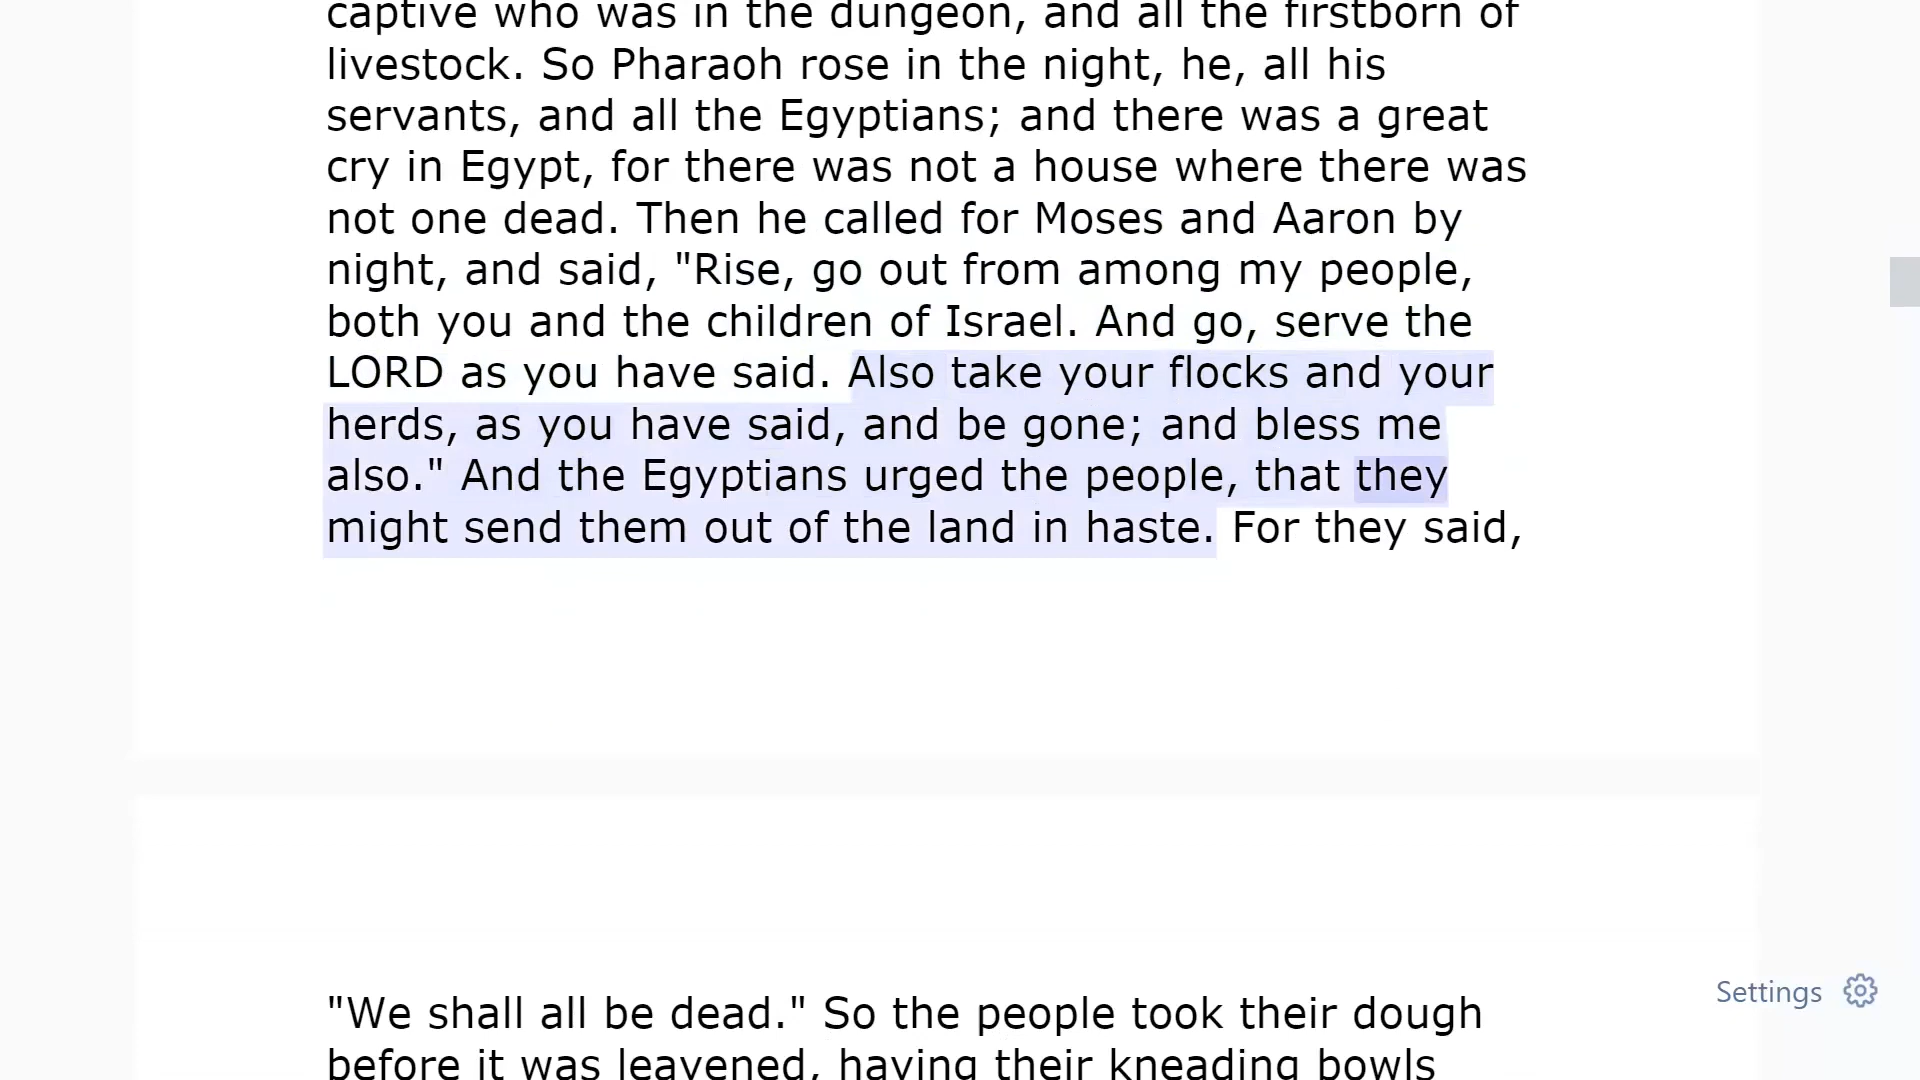 captive who was in the dungeon, and all the firstborn of
livestock. So Pharaoh rose in the night, he, all his
servants, and all the Egyptians; and there was a great
cry in Egypt, for there was not a house where there was
not one dead. Then he called for Moses and Aaron by
night, and said, "Rise, go out from among my people,
both you and the children of Israel. And go, serve the
LORD as you have said. Also take your flocks and your
herds, as you have said, and be gone; and bless me
also." And the Egyptians urged the people, that they
might send them out of the land in haste. For they said,
Settings
"We shall all be dead." So the people took their dough
before it was leavened, having their kneading bowls